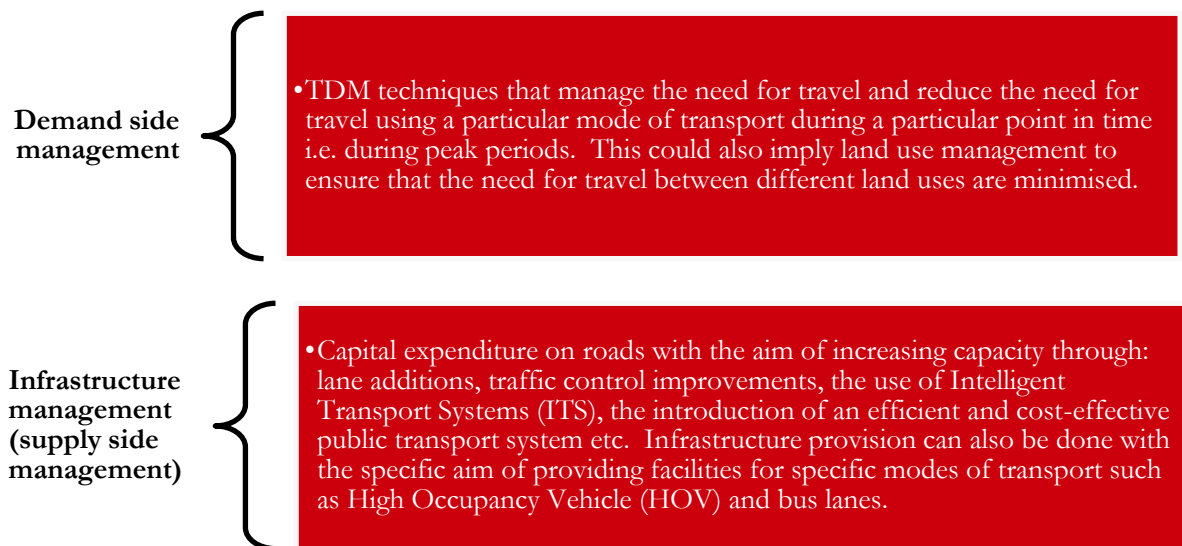 Demand side
management
•TDM techniques that manage the need for travel and reduce the need for
travel using a particular mode of transport during a particular point in time
i.e. during peak periods.  This could also imply land use management to
ensure that the need for travel between different land uses are minimised.
Infrastructure
management
(supply side
management)
•Capital expenditure on roads with the aim of increasing capacity through:
lane additions, traffic control improvements, the use of Intelligent
Transport Systems (ITS), the introduction of an efficient and cost-effective
public transport system etc.  Infrastructure provision can also be done with
the specific aim of providing facilities for specific modes of transport such
as High Occupancy Vehicle (HOV) and bus lanes.